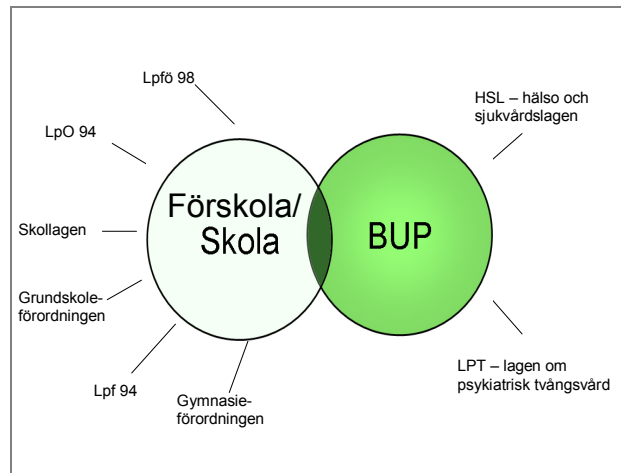 Lpfö 98
LpO 94
Skollagen
Grundskole-
förordningen
Lpf 94
Gymnasie-
förordningen
Förskola/
Skola
BUP
HSL – hälso och
sjukvårdslagen
LPT – lagen om
psykiatrisk tvångsvård